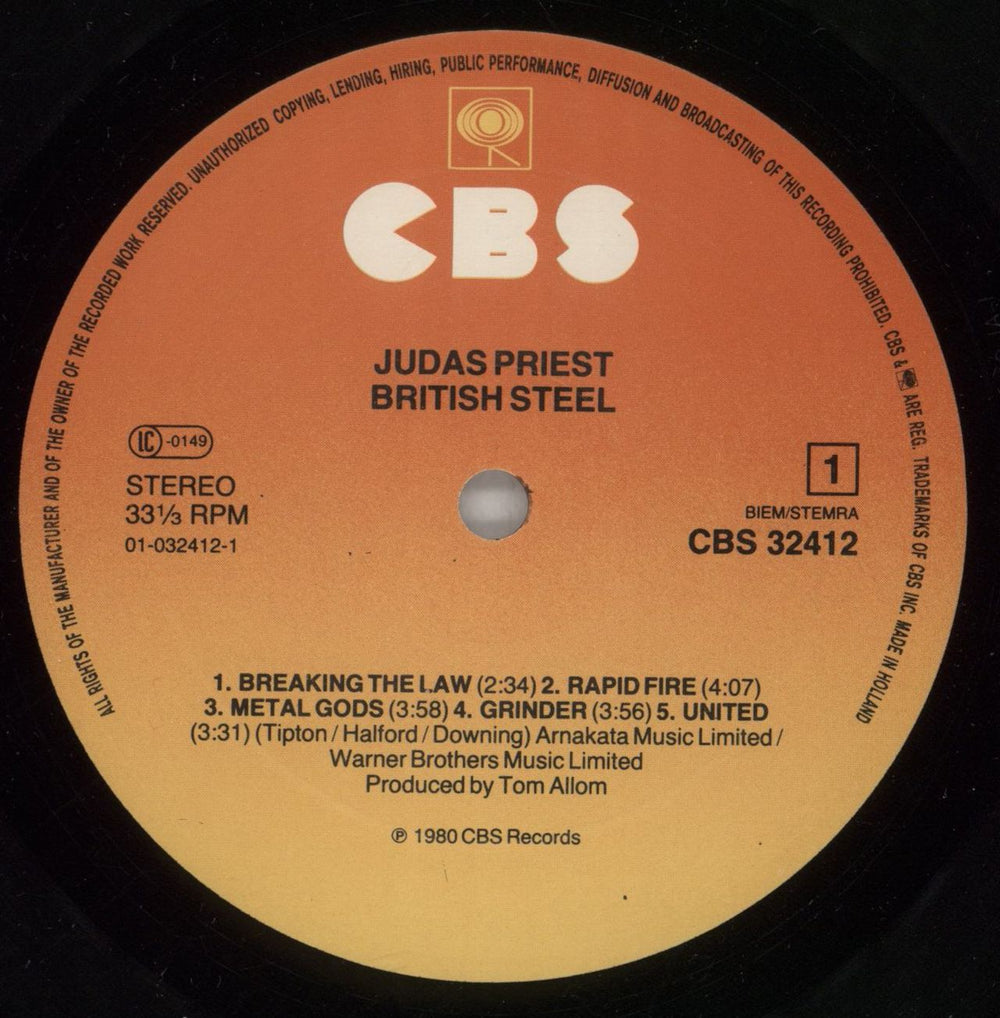 ALL RIGHTS OF THE MANUFACTURER AND OF THE OWNER OF THE RECORDED WORK RESERVED. UNAUTHORIZED COPYING, LENDING, HIRING, PUBLIC PERFORMANCE, DIFFUSION AND BROADCASTING OF THIS RECORDING PROHIBITED. CBS & ARE REG. TRADEMARKS OF CBS INC. MADE IN HOLLAND
CBS
JUDAS PRIEST
BRITISH STEEL
LC -0149
STEREO
33⅓ RPM
01-032412-1
1
BIEM/STEMRA
CBS 32412
1. BREAKING THE LAW (2:34) 2. RAPID FIRE (4:07)
3. METAL GODS (3:58) 4. GRINDER (3:56) 5. UNITED
(3:31) (Tipton / Halford / Downing) Arnakata Music Limited /
Warner Brothers Music Limited
Produced by Tom Allom
℗ 1980 CBS Records